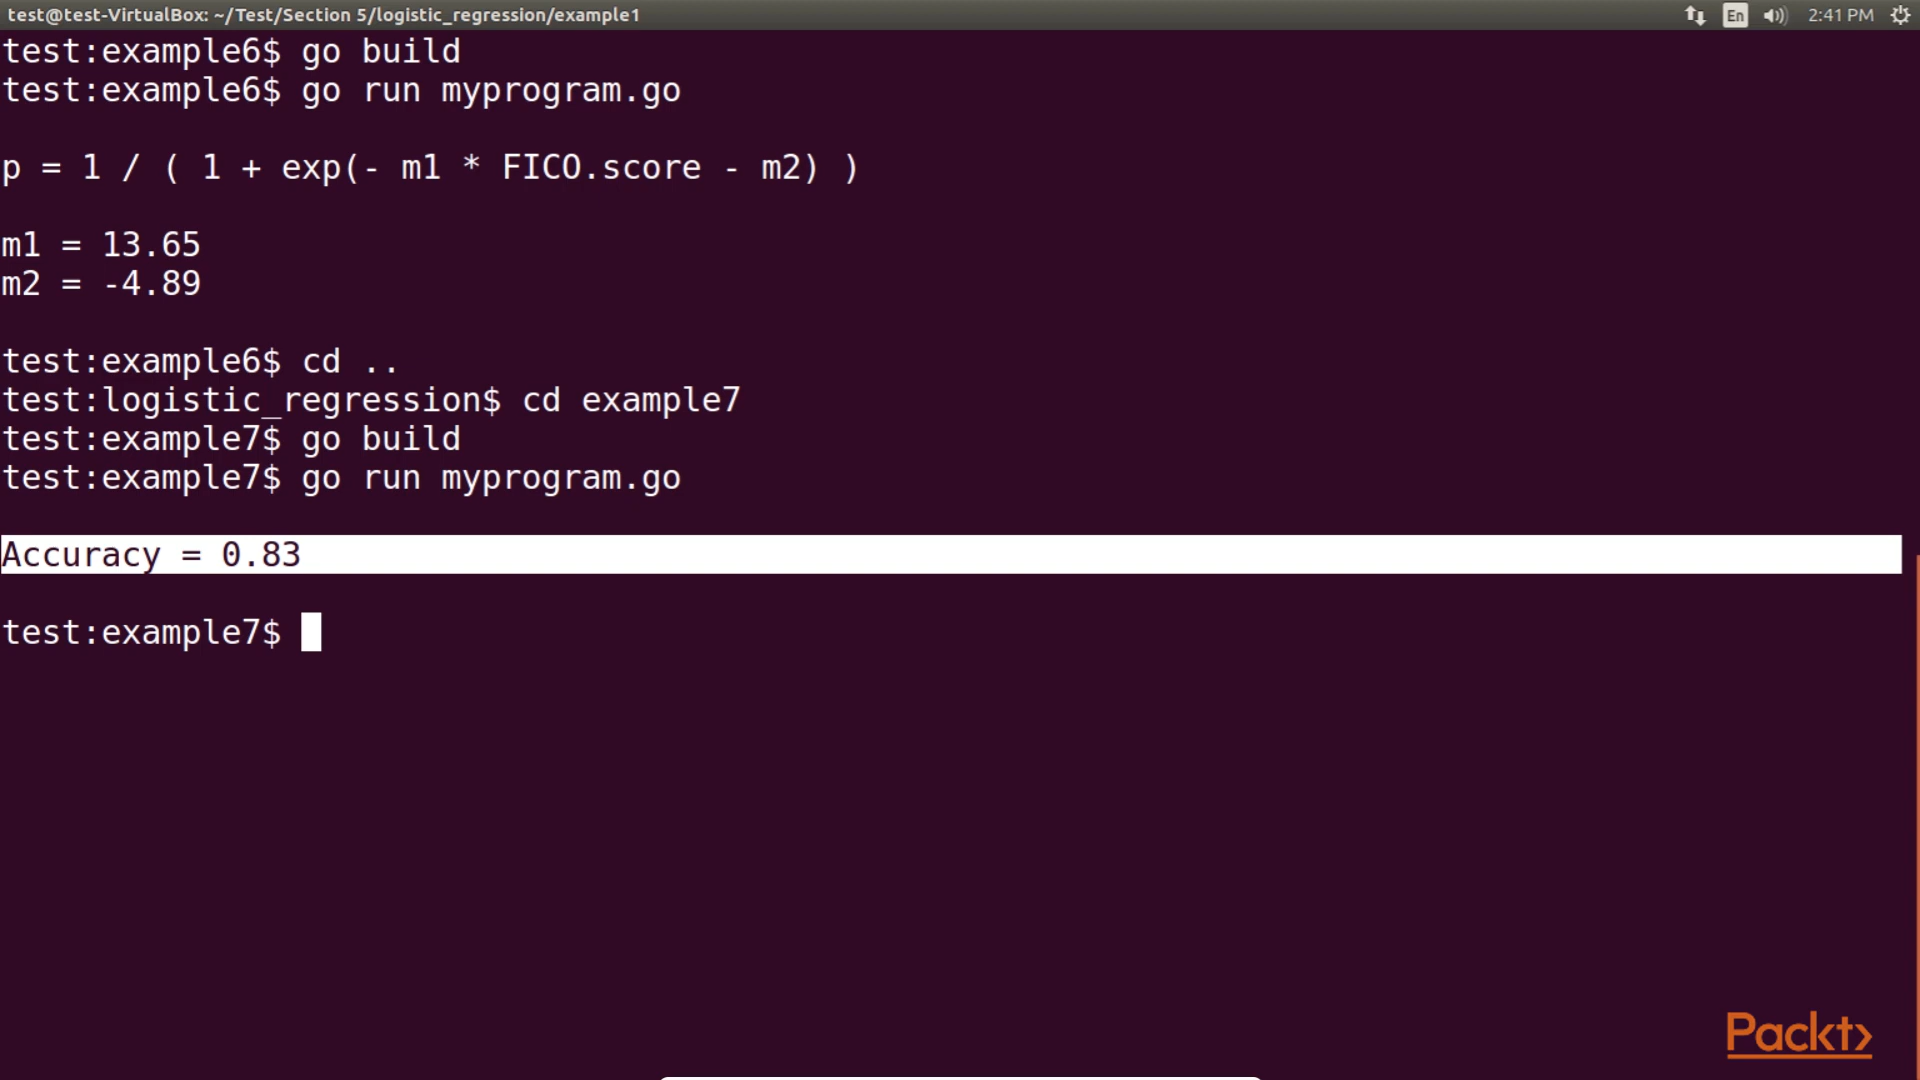 test@test-VirtualBox: ~/Test/Section 5/logistic_regression/example1 En 2:41 PM
test:example6$ go build
test:example6$ go run myprogram.go
p = 1 / ( 1 + exp(- m1 * FICO.score - m2) )
m1 = 13.65
m2 = -4.89
test:example6$ cd ..
test:logistic_regression$ cd example7
test:example7$ go build
test:example7$ go run myprogram.go
Accuracy = 0.83
test:example7$
Packt>